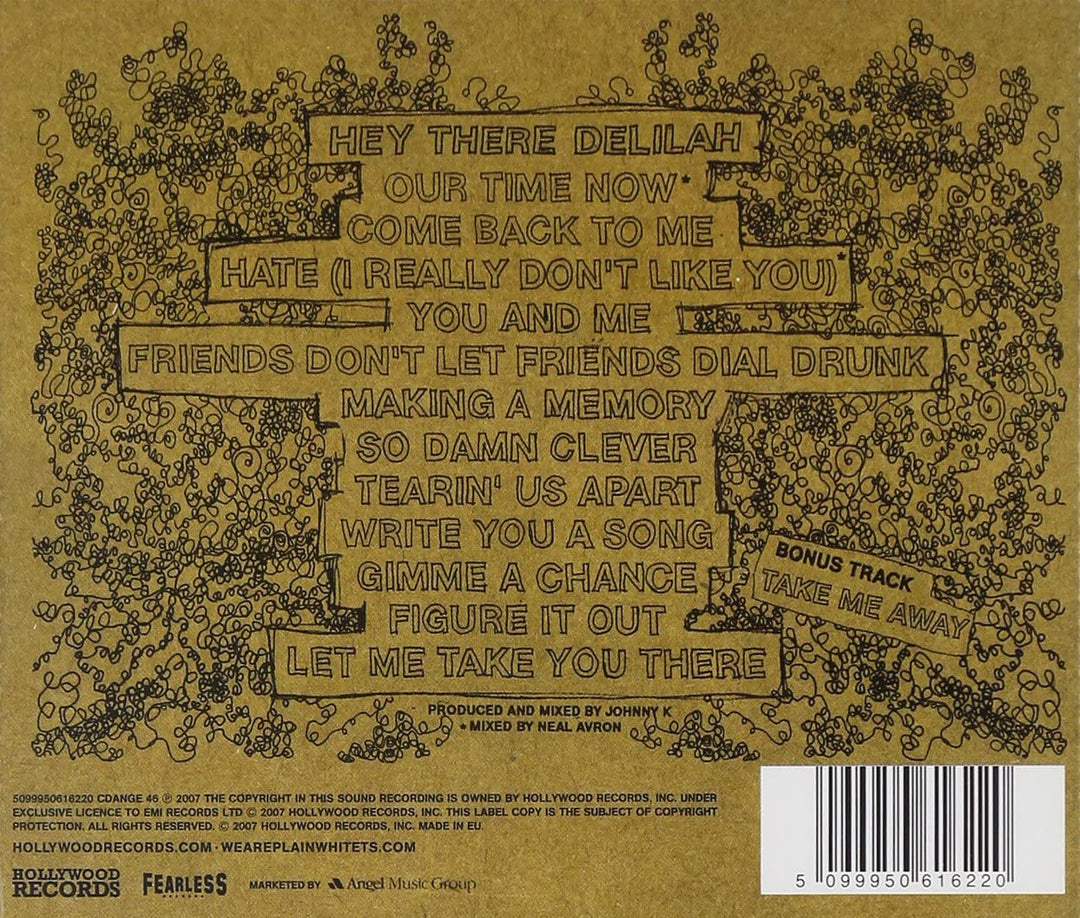 HEY THERE DELILAH
OUR TIME NOW*
COME BACK TO ME
HATE (I REALLY DON'T LIKE YOU)*
YOU AND ME
FRIENDS DON'T LET FRIENDS DIAL DRUNK
MAKING A MEMORY
SO DAMN CLEVER
TEARIN' US APART
WRITE YOU A SONG
GIMME A CHANCE
FIGURE IT OUT
LET ME TAKE YOU THERE
BONUS TRACK
TAKE ME AWAY
PRODUCED AND MIXED BY JOHNNY K
* MIXED BY NEAL AVRON
5099950616220 CDANGE 46 ℗ 2007 THE COPYRIGHT IN THIS SOUND RECORDING IS OWNED BY HOLLYWOOD RECORDS, INC. UNDER
EXCLUSIVE LICENCE TO EMI RECORDS LTD © 2007 HOLLYWOOD RECORDS, INC. THIS LABEL COPY IS THE SUBJECT OF COPYRIGHT
PROTECTION. ALL RIGHTS RESERVED. © 2007 HOLLYWOOD RECORDS, INC. MADE IN EU.
HOLLYWOODRECORDS.COM · WEAREPLAINWHITETS.COM
HOLLYWOOD
RECORDS
FEARLESS
RECORDS
MARKETED BY Angel Music Group
5 099950 616220